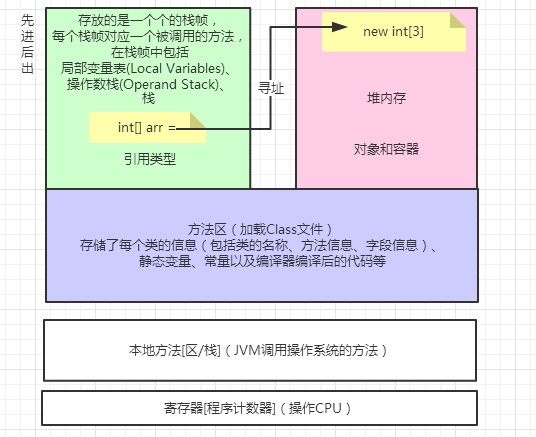 先
进
后
出
存放的是一个个的栈帧，
每个栈帧对应一个被调用的方法，
在栈帧中包括
局部变量表(Local Variables)、
操作数栈(Operand Stack)、
栈
int[] arr =
引用类型
寻址
new int[3]
堆内存
对象和容器
方法区（加载Class文件）
存储了每个类的信息（包括类的名称、方法信息、字段信息）、
静态变量、常量以及编译器编译后的代码等
本地方法[区/栈]（JVM调用操作系统的方法）
寄存器[程序计数器]（操作CPU）